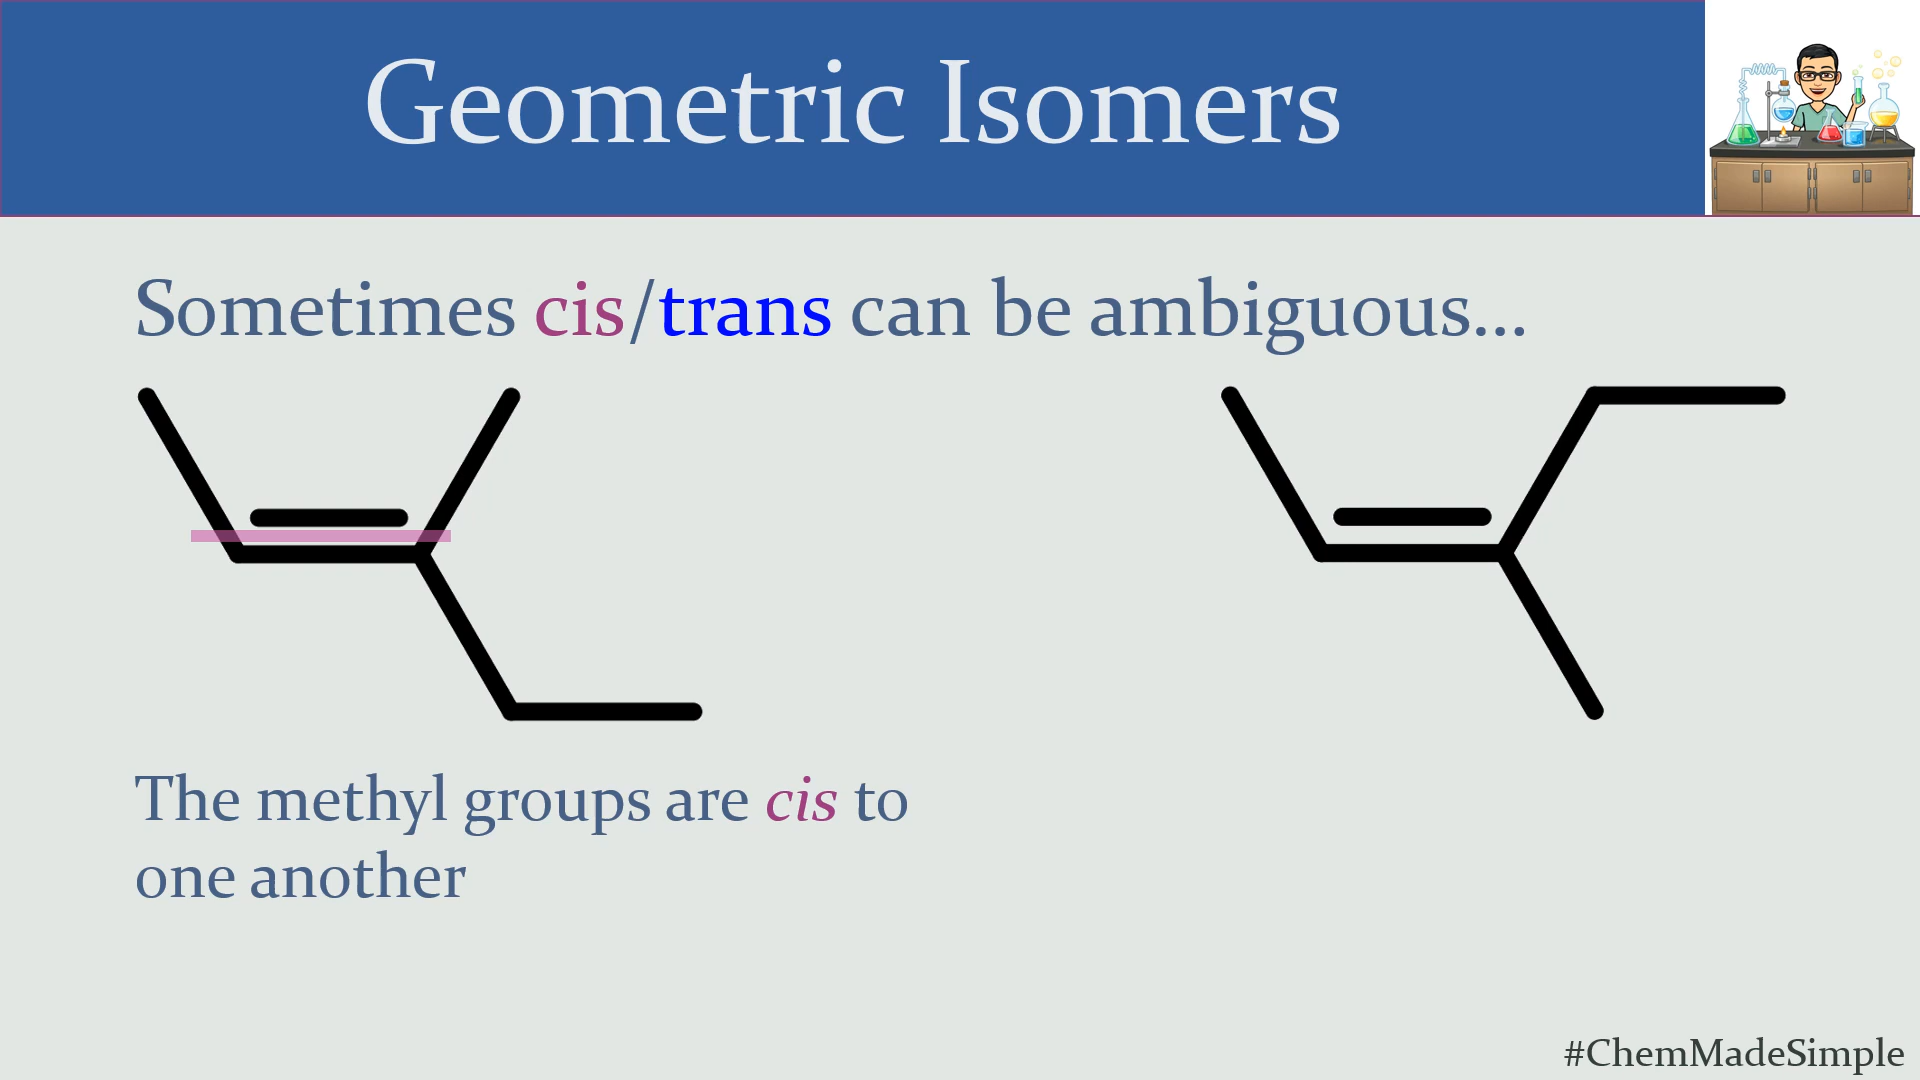 Geometric Isomers
Sometimes cis/trans can be ambiguous...
The methyl groups are cis to
one another
#ChemMadeSimple